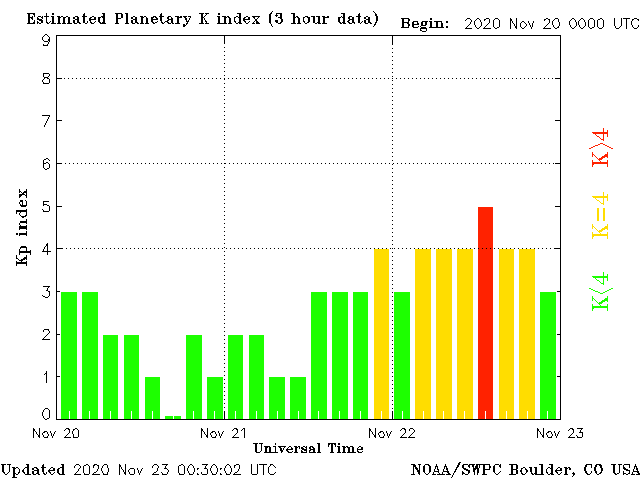 Estimated Planetary K index (3 hour data)
Begin: 2020 Nov 20 0000 UTC
9
8
7
6
5
4
3
2
1
0
Kp index
K>4
K=4
K<4
Nov 20
Nov 21
Nov 22
Nov 23
Universal Time
Updated 2020 Nov 23 00:30:02 UTC
NOAA/SWPC Boulder, CO USA